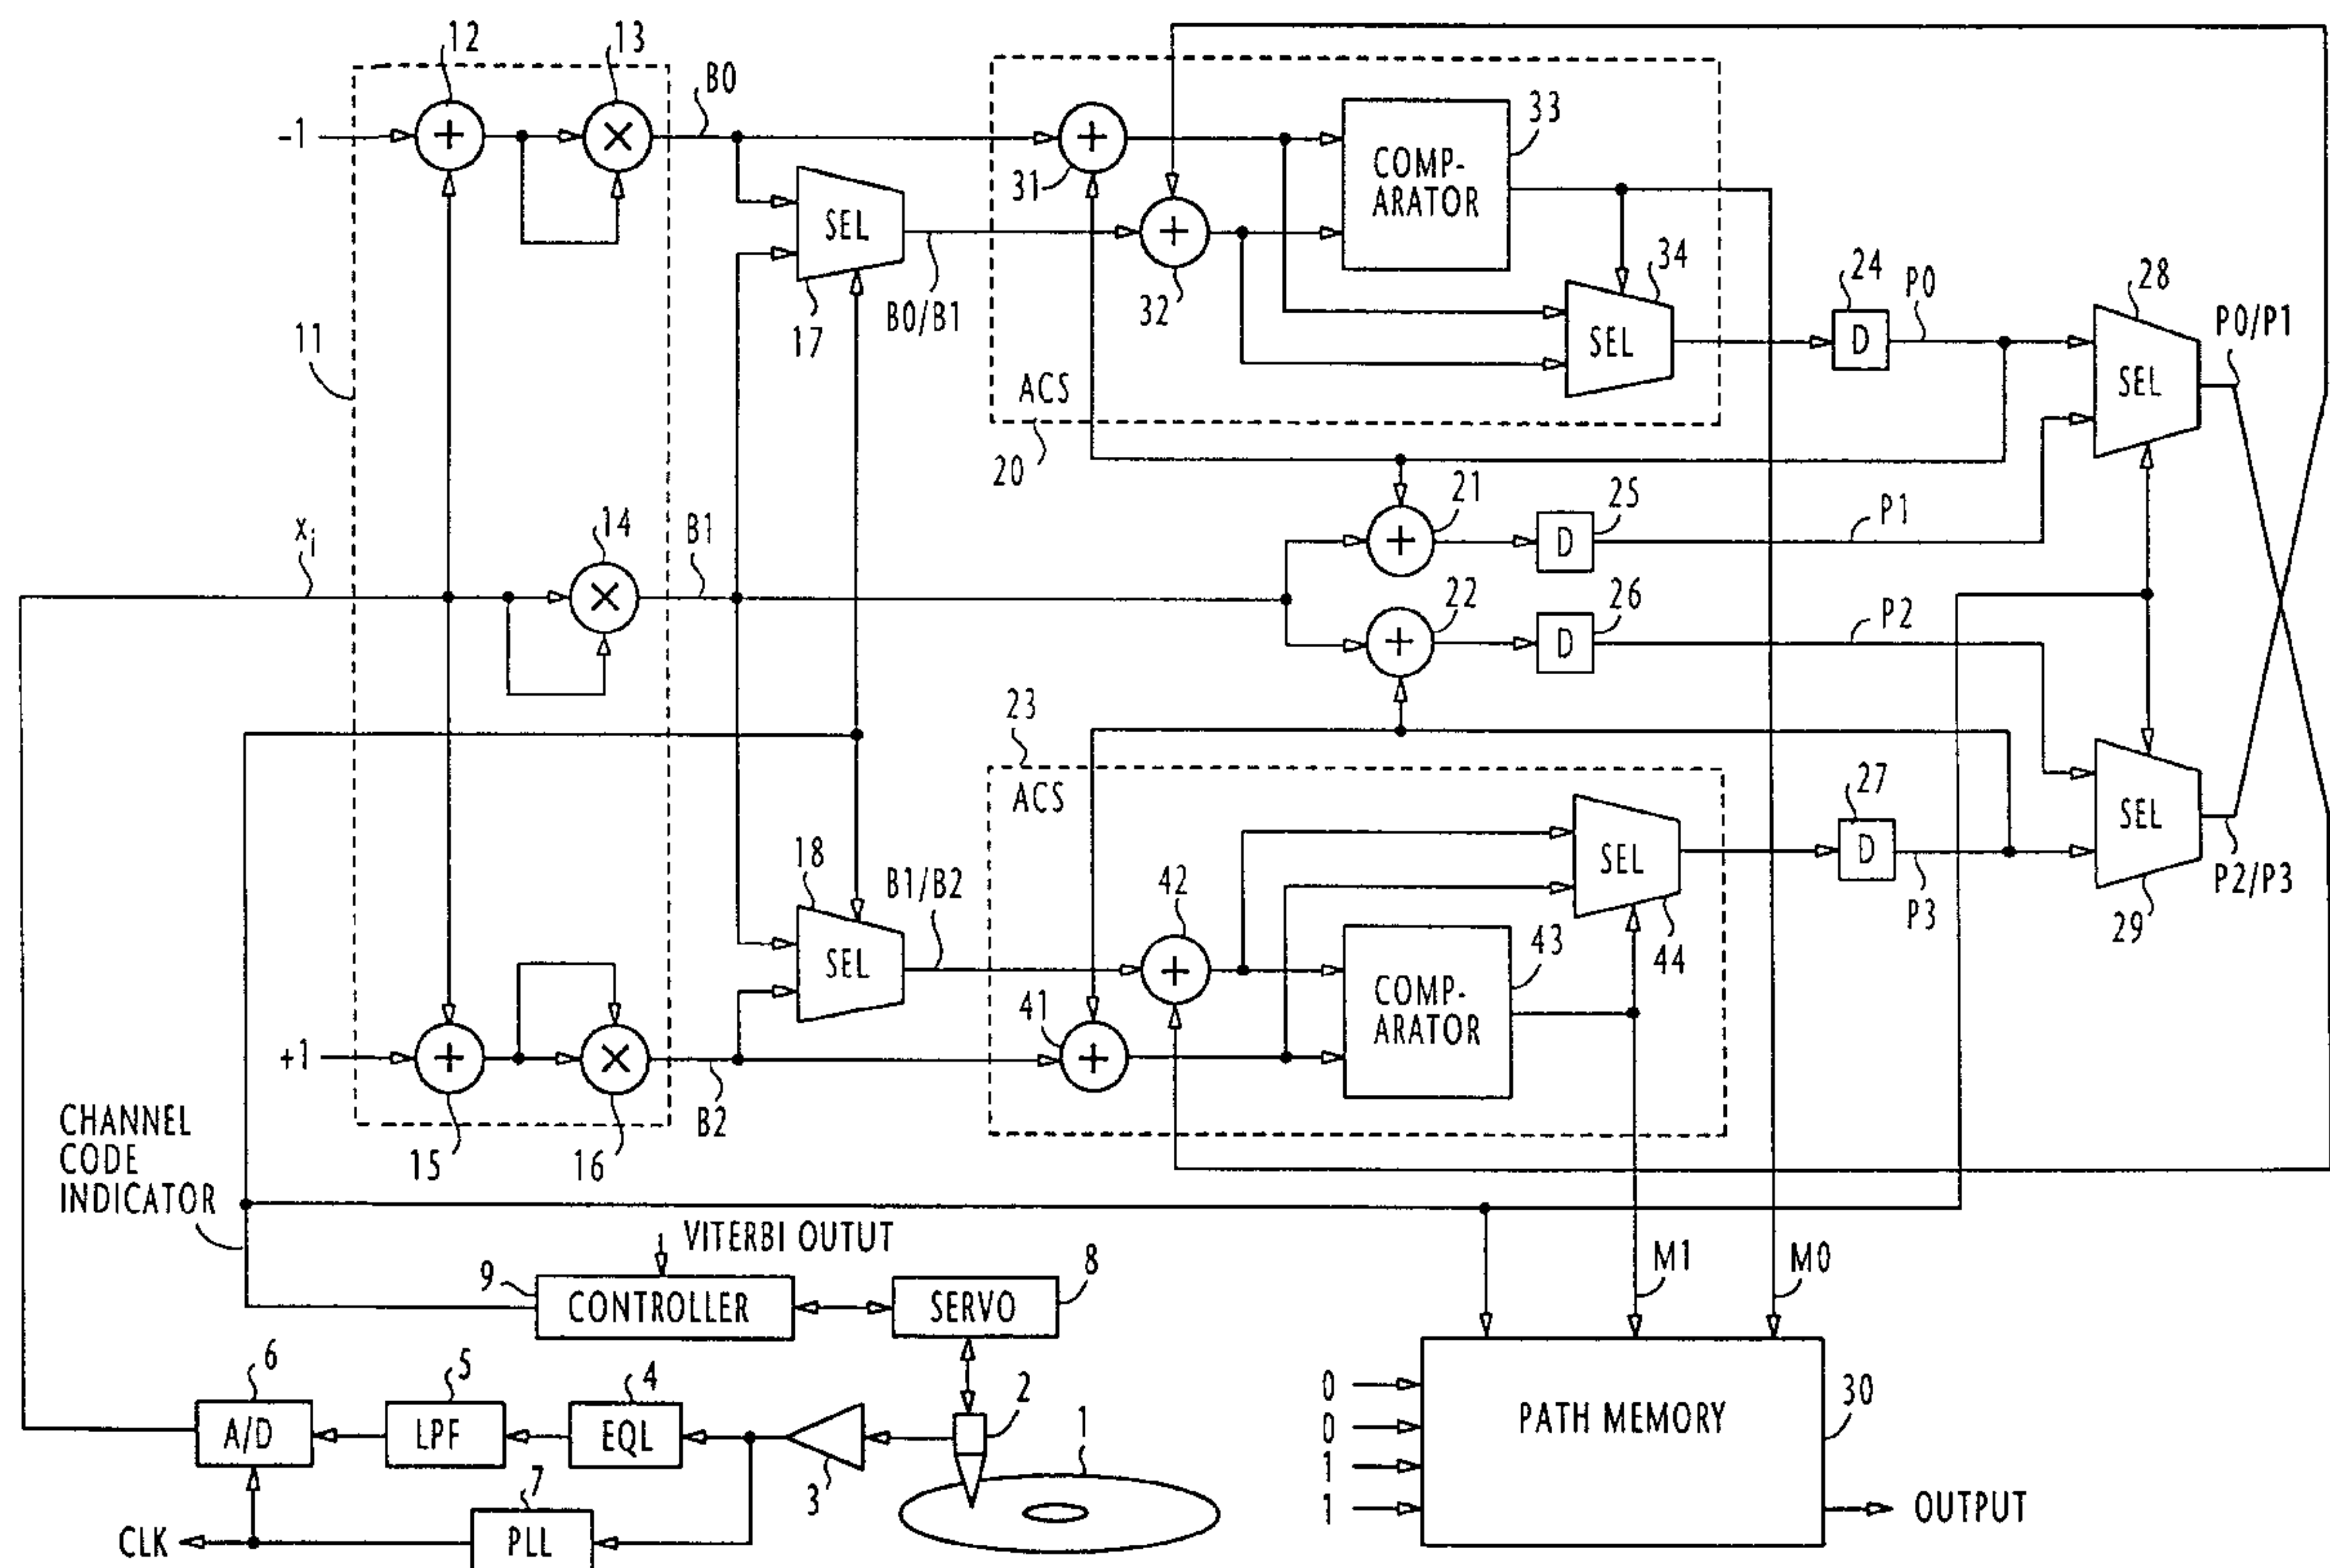 12
13
B0
-1
+
×
+
31
COMP-
ARATOR
33
SEL
17
B0/B1
+
32
SEL
34
24
D
P0
28
SEL
P0/P1
11
ACS
20
21
+
25
D
P1
xi
14
×
B1
22
+
26
D
P2
23
ACS
18
SEL
B1/B2
42
+
SEL
44
27
D
P3
SEL
29
P2/P3
41
+
COMP-
ARATOR
43
+1
+
×
15
16
B2
CHANNEL
CODE
INDICATOR
VITERBI OUTUT
9
CONTROLLER
SERVO
8
M1
M0
6
A/D
5
LPF
4
EQL
3
2
1
7
PLL
CLK
0
0
1
1
PATH MEMORY
30
OUTPUT